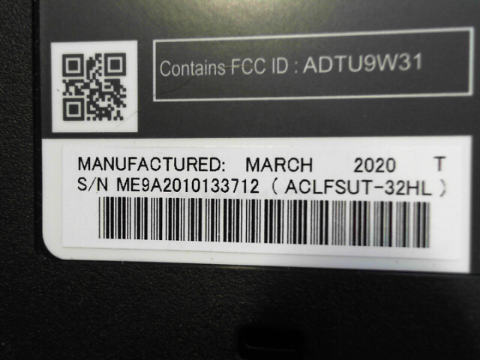 Contains FCC ID : ADTU9W31
MANUFACTURED: MARCH 2020 T
S/N ME9A2010133712 ( ACLFSUT-32HL )